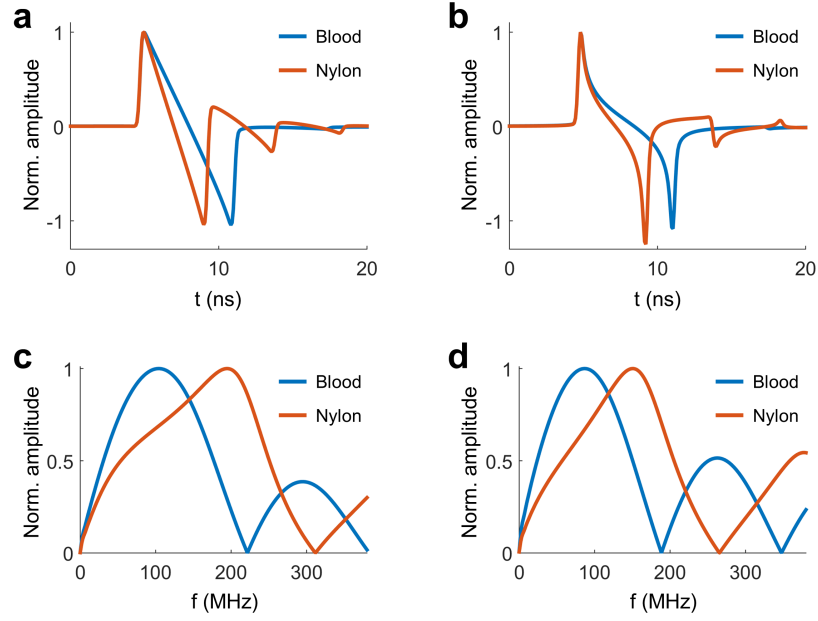 a
Norm. amplitude
1
0
-1
0
10
20
t (ns)
Blood
Nylon
b
Norm. amplitude
1
0
-1
0
10
20
t (ns)
Blood
Nylon
c
Norm. amplitude
1
0.5
0
0
100
200
300
f (MHz)
Blood
Nylon
d
Norm. amplitude
1
0.5
0
0
100
200
300
f (MHz)
Blood
Nylon